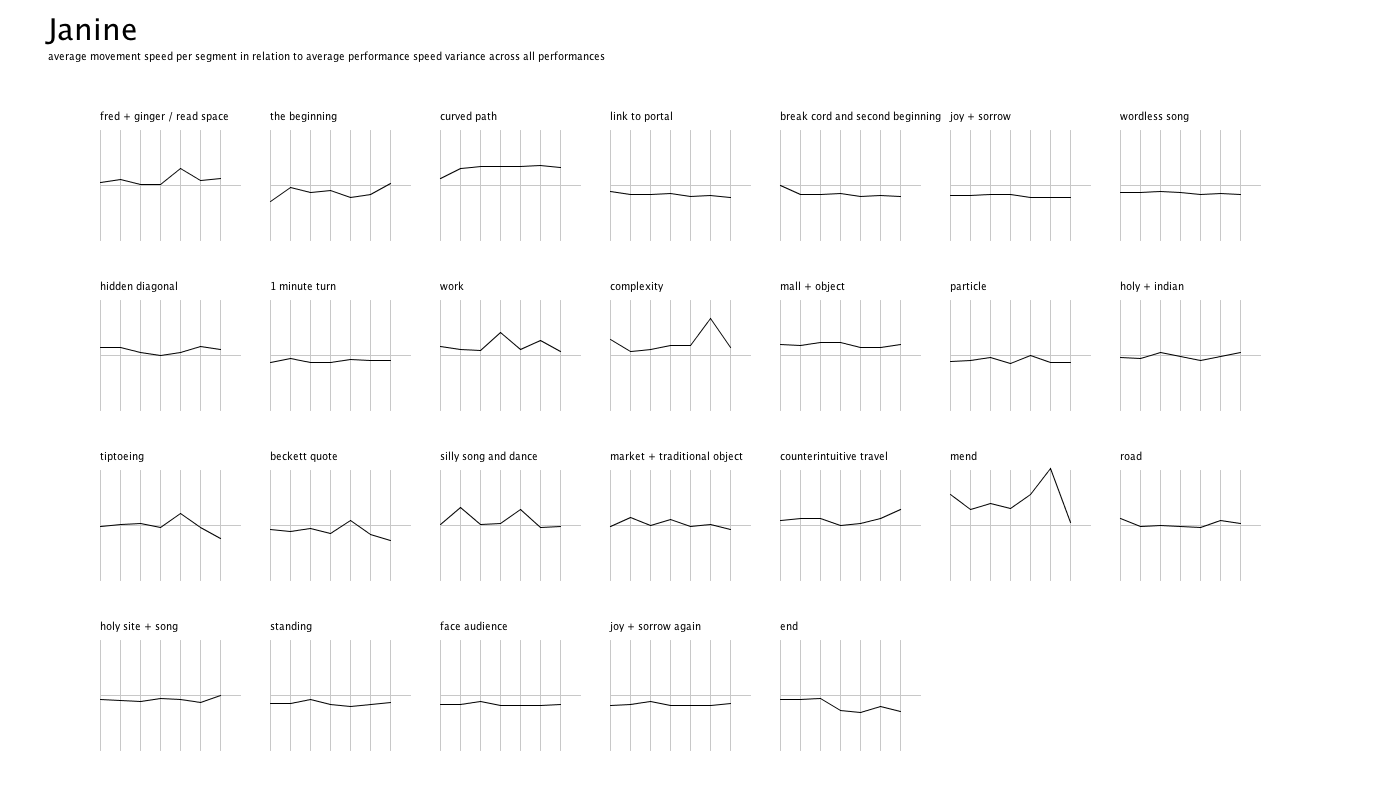 Janine
average movement speed per segment in relation to average performance speed variance across all performances
fred + ginger / read space
the beginning
curved path
link to portal
break cord and second beginning
joy + sorrow
wordless song
hidden diagonal
1 minute turn
work
complexity
mall + object
particle
holy + indian
tiptoeing
beckett quote
silly song and dance
market + traditional object
counterintuitive travel
mend
road
holy site + song
standing
face audience
joy + sorrow again
end